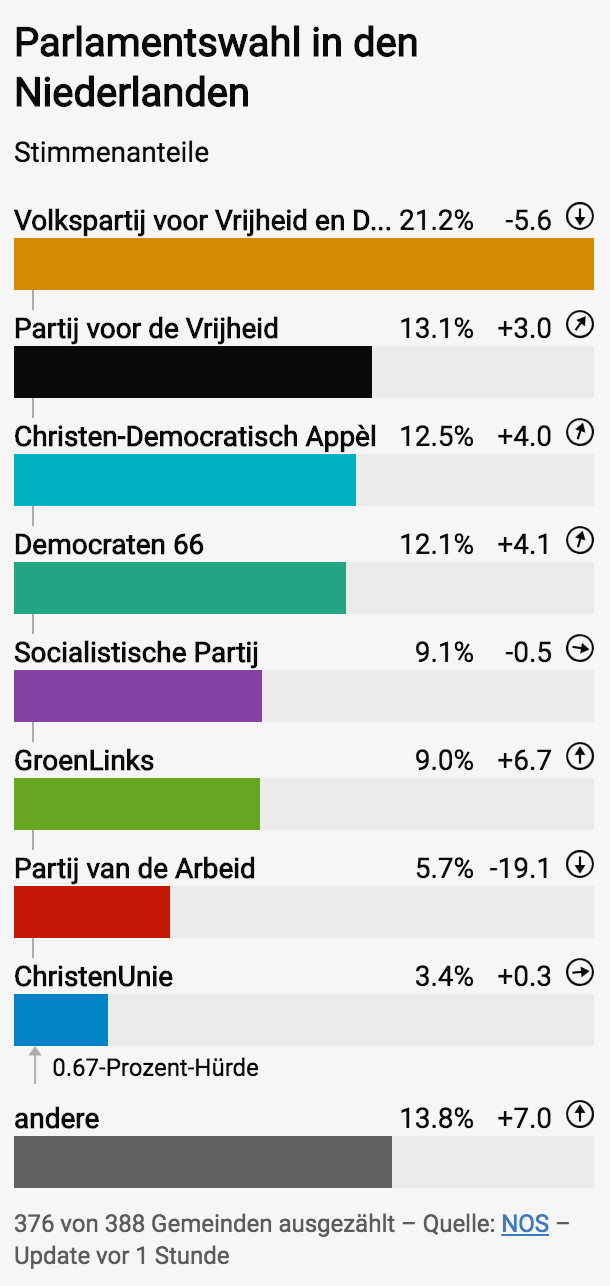 Parlamentswahl in den
Niederlanden
Stimmenanteile
Volkspartij voor Vrijheid en D... 21.2% -5.6
Partij voor de Vrijheid 13.1% +3.0
Christen-Democratisch Appèl 12.5% +4.0
Democraten 66 12.1% +4.1
Socialistische Partij 9.1% -0.5
GroenLinks 9.0% +6.7
Partij van de Arbeid 5.7% -19.1
ChristenUnie 3.4% +0.3
0.67-Prozent-Hürde
andere 13.8% +7.0
376 von 388 Gemeinden ausgezählt – Quelle: NOS –
Update vor 1 Stunde